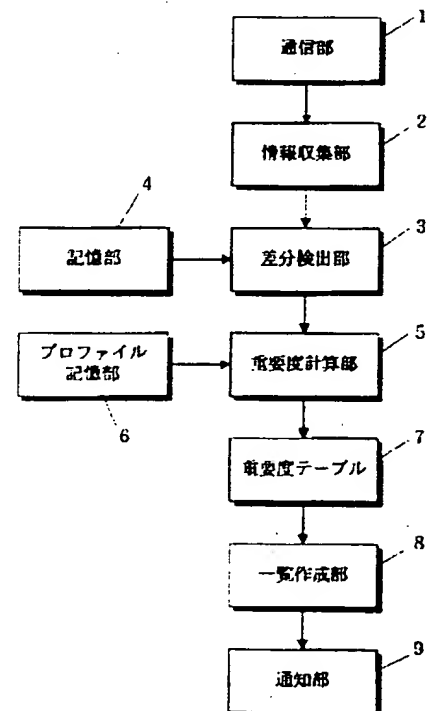 1
通信部
2
情報収集部
4
3
記憶部
差分検出部
5
プロファイル
記憶部
重要度計算部
6
7
重要度テーブル
8
一覧作成部
9
通知部